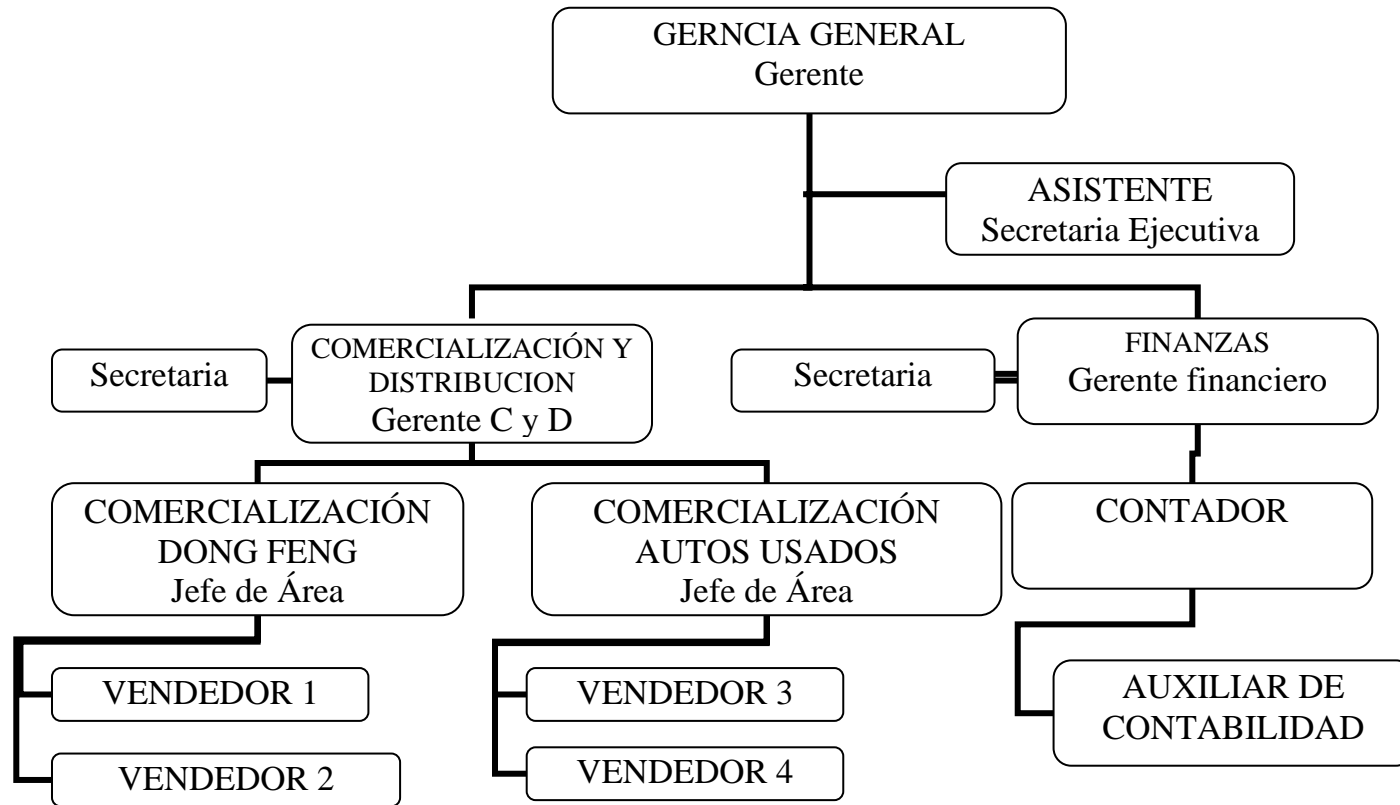 GERNCIA GENERAL
Gerente
ASISTENTE
Secretaria Ejecutiva
Secretaria
COMERCIALIZACIÓN Y
DISTRIBUCION
Gerente C y D
Secretaria
FINANZAS
Gerente financiero
COMERCIALIZACIÓN
DONG FENG
Jefe de Área
COMERCIALIZACIÓN
AUTOS USADOS
Jefe de Área
CONTADOR
VENDEDOR 1
VENDEDOR 2
VENDEDOR 3
VENDEDOR 4
AUXILIAR DE
CONTABILIDAD